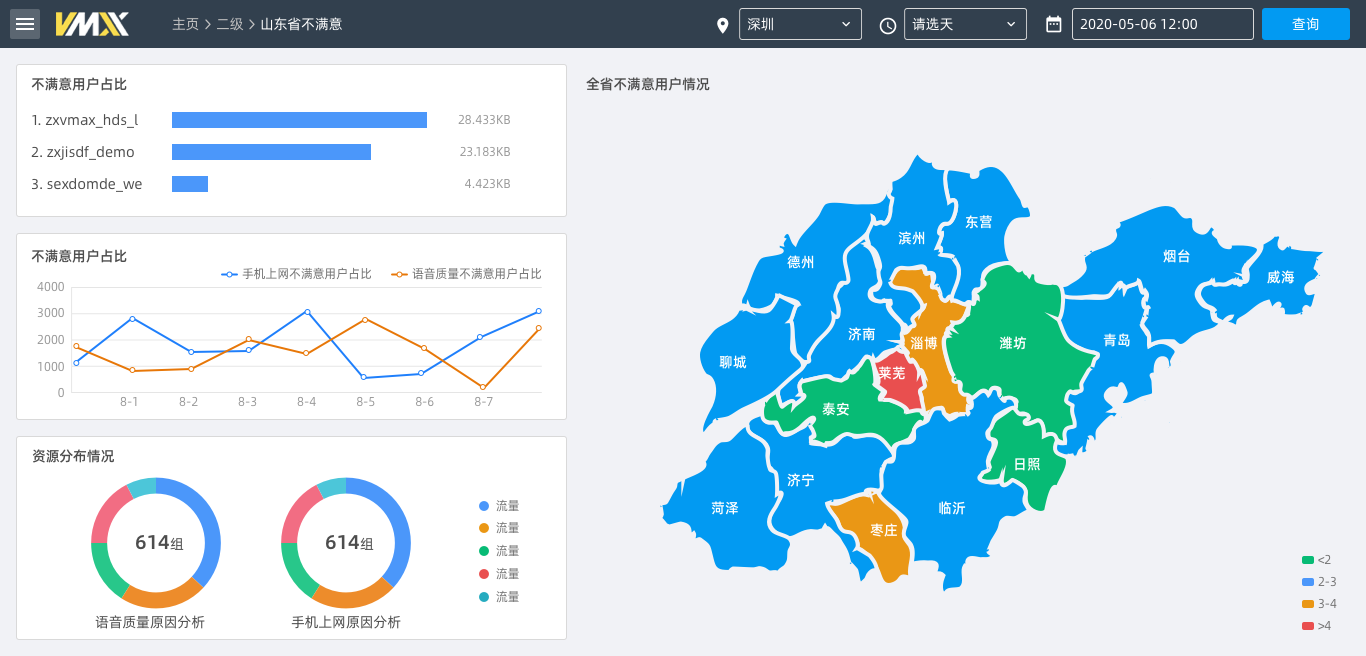 VMX
主页 > 二级 > 山东省不满意
深圳
请选天
2020-05-06 12:00
查询
不满意用户占比
1. zxvmax_hds_l 28.433KB
2. zxjisdf_demo 23.183KB
3. sexdomde_we 4.423KB
不满意用户占比
手机上网不满意用户占比 语音质量不满意用户占比
4000
3000
2000
1000
0
8-1 8-2 8-3 8-4 8-5 8-6 8-7
资源分布情况
614组
614组
语音质量原因分析
手机上网原因分析
流量
流量
流量
流量
流量
全省不满意用户情况
东营
滨州
德州
烟台
威海
济南
淄博
潍坊
青岛
聊城
莱芜
泰安
日照
济宁
菏泽
临沂
枣庄
<2
2-3
3-4
>4